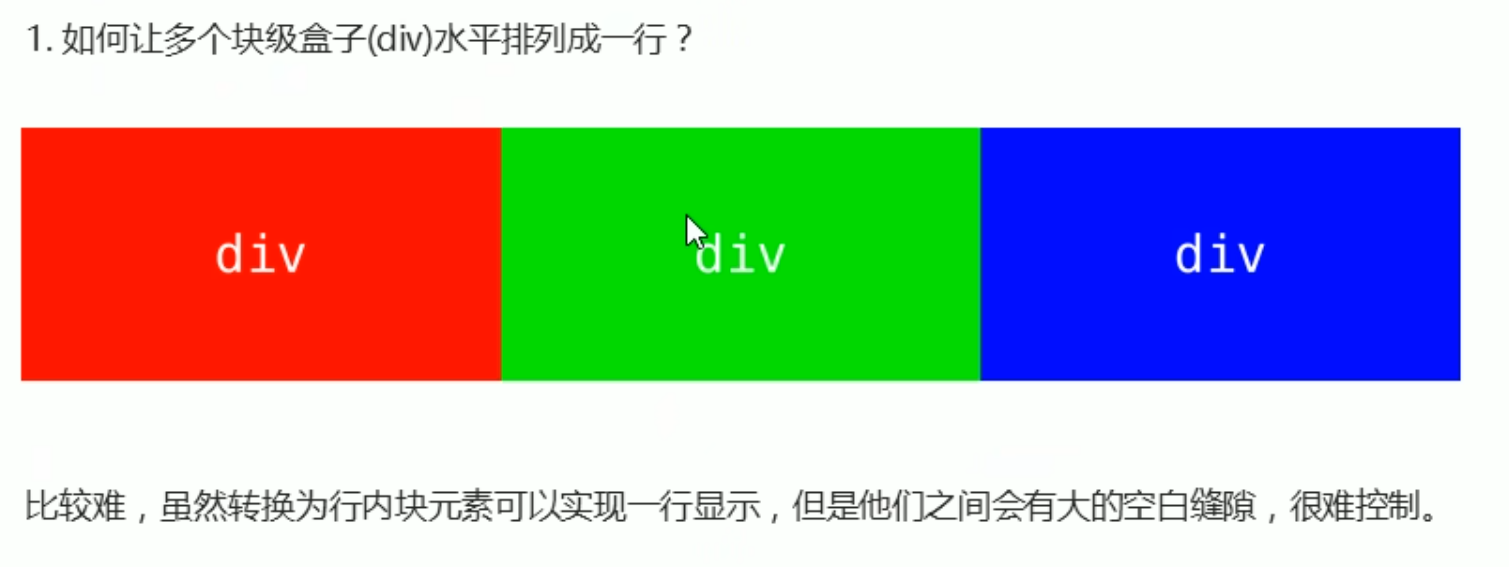 1. 如何让多个块级盒子(div)水平排列成一行？
div div div
比较难，虽然转换为行内块元素可以实现一行显示，但是他们之间会有大的空白缝隙，很难控制。